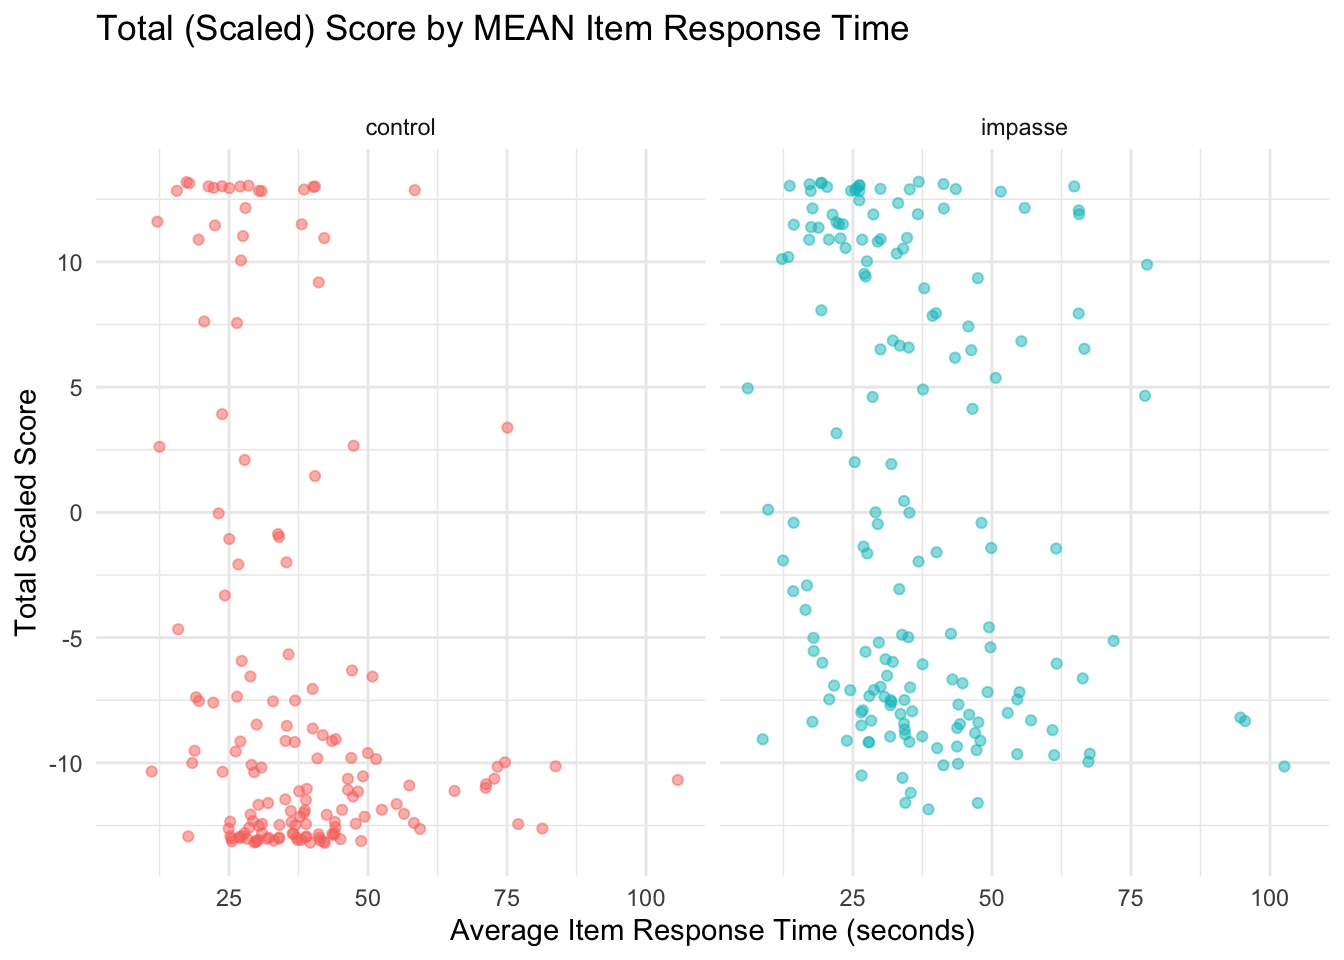 Total (Scaled) Score by MEAN Item Response Time
control
impasse
Total Scaled Score
10
5
0
-5
-10
25
50
75
100
25
50
75
100
Average Item Response Time (seconds)